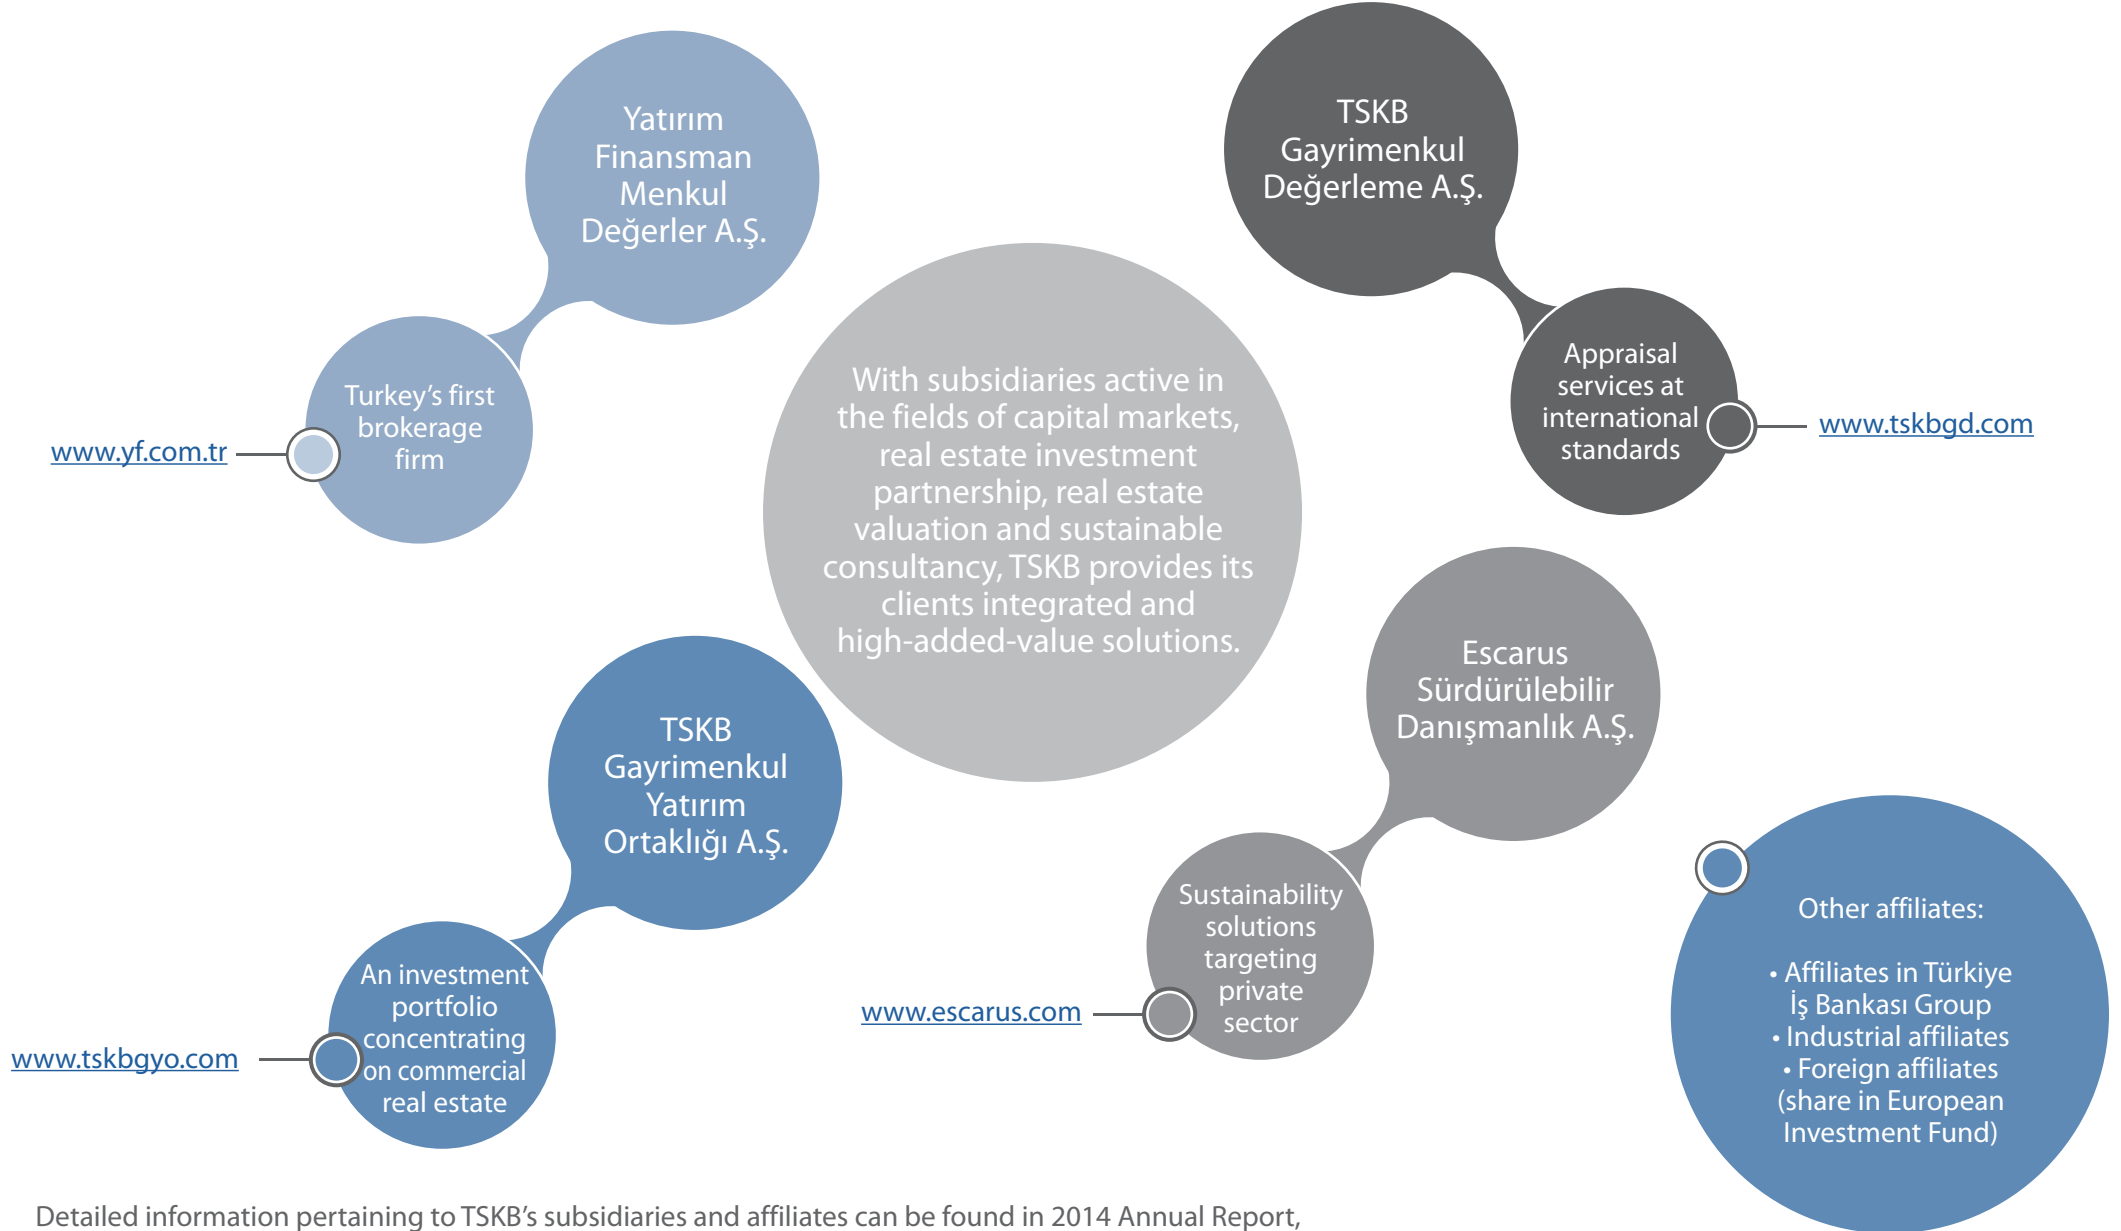 Yatırım
Finansman
Menkul
Değerler A.Ş.
Turkey's first
brokerage
firm
www.yf.com.tr
TSKB
Gayrimenkul
Değerleme A.Ş.
Appraisal
services at
international
standards
www.tskbgd.com
With subsidiaries active in
the fields of capital markets,
real estate investment
partnership, real estate
valuation and sustainable
consultancy, TSKB provides its
clients integrated and
high-added-value solutions.
TSKB
Gayrimenkul
Yatırım
Ortaklığı A.Ş.
An investment
portfolio
concentrating
on commercial
real estate
www.tskbgyo.com
Escarus
Sürdürülebilir
Danışmanlık A.Ş.
Sustainability
solutions
targeting
private
sector
www.escarus.com
Other affiliates:
• Affiliates in Türkiye
İş Bankası Group
• Industrial affiliates
• Foreign affiliates
(share in European
Investment Fund)
Detailed information pertaining to TSKB's subsidiaries and affiliates can be found in 2014 Annual Report,